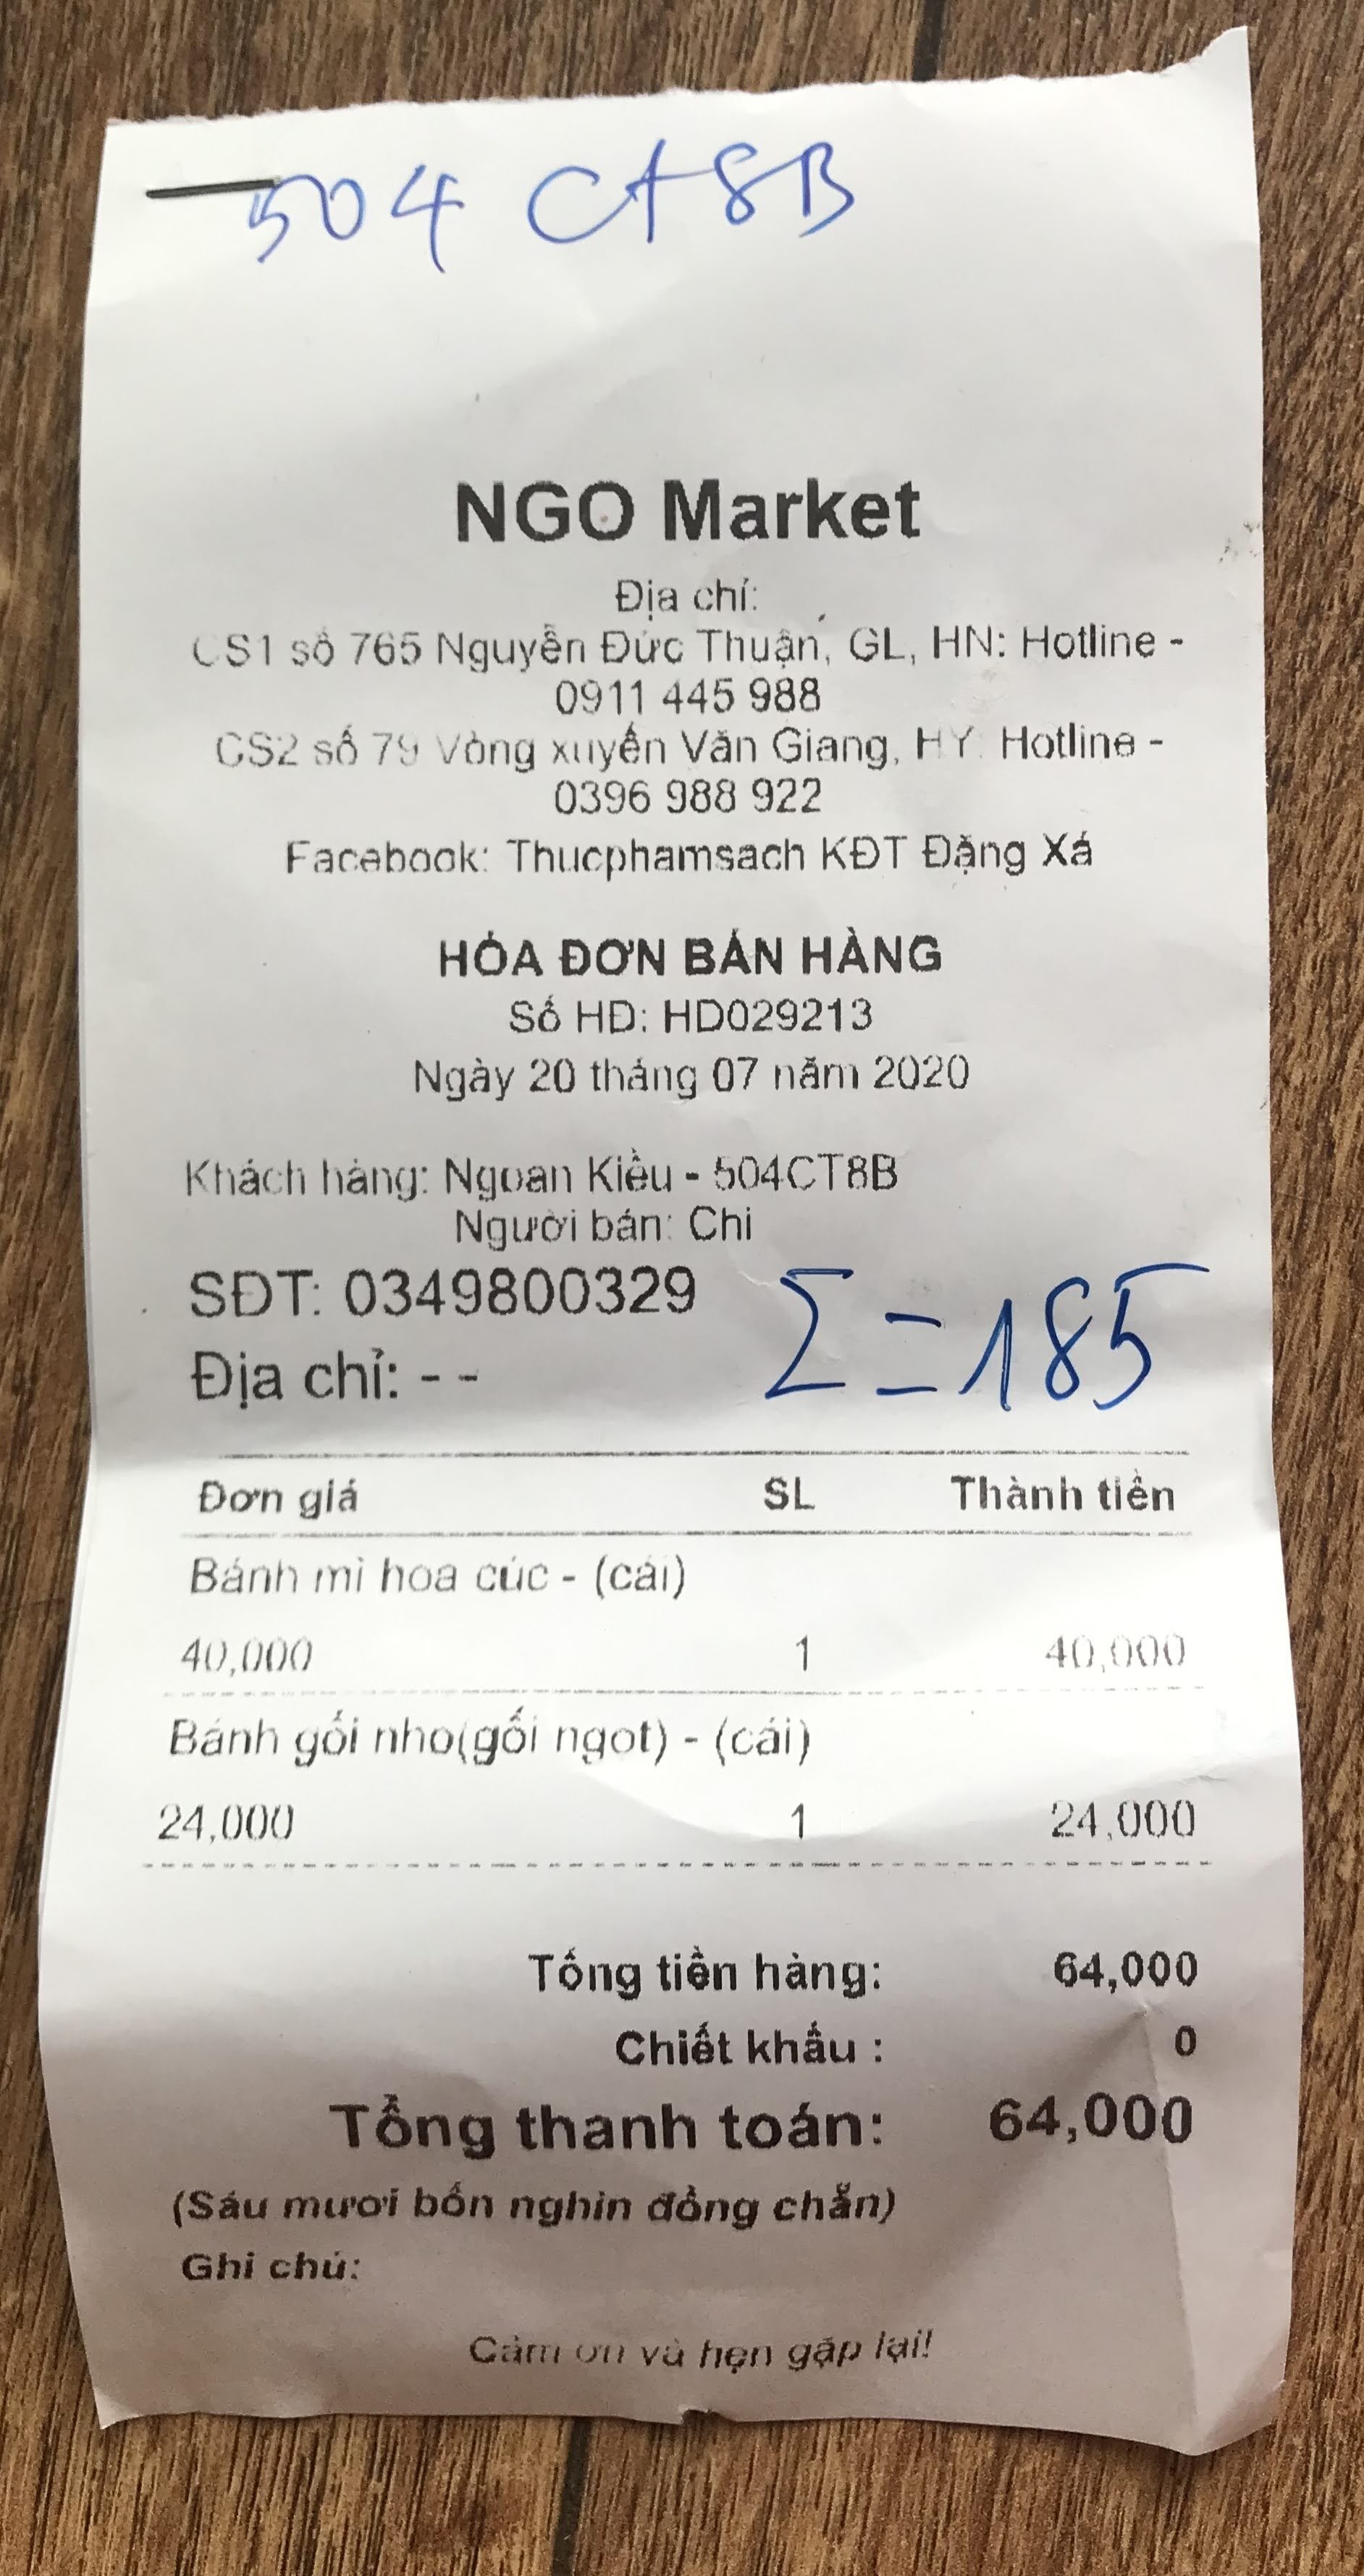 504 CT8B
NGO Market
Địa chỉ:
CS1 số 765 Nguyễn Đức Thuận, GL, HN: Hotline -
0911 445 988
CS2 số 79 Vòng xuyến Văn Giang, HY: Hotline -
0396 988 922
Facebook: Thucphamsach KĐT Đặng Xá
HÓA ĐƠN BÁN HÀNG
Số HĐ: HD029213
Ngày 20 tháng 07 năm 2020
Khách hàng: Ngoan Kiều - 504CT8B
Người bán: Chi
SĐT: 0349800329
Σ = 185
Địa chỉ: - -
Đơn giá SL Thành tiền
Bánh mì hoa cúc - (cái)
40,000 1 40,000
Bánh gối nho(gối ngọt) - (cái)
24,000 1 24,000
Tổng tiền hàng: 64,000
Chiết khấu : 0
Tổng thanh toán: 64,000
(Sáu mươi bốn nghìn đồng chẵn)
Ghi chú:
Cảm ơn và hẹn gặp lại!